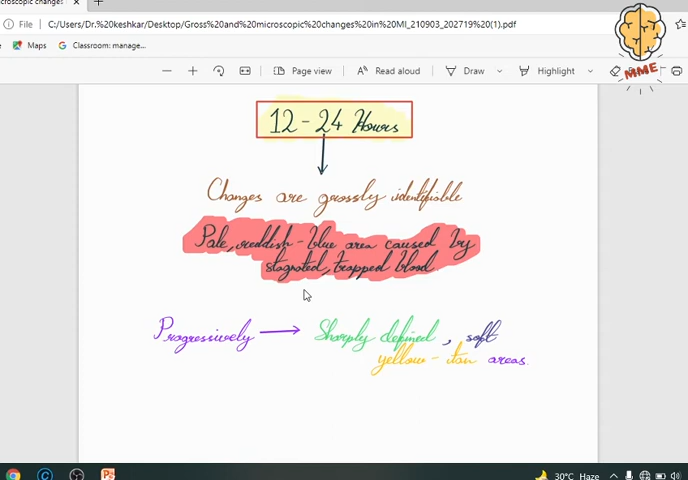 icroscopic changes
File
C:/Users/Dr.%20keshkar/Desktop/Gross%20and%20microscopic%20changes%20in%20MI_210903_202719%20(1).pdf
Maps
Classroom: manage...
Page view
Read aloud
Draw
Highlight
MME
12 - 24 Hours
Changes are grossly identifiable
Pale, reddish - blue area caused by
stagnated, trapped blood
Progressively → Sharply defined, soft
yellow - tan areas.
30°C Haze